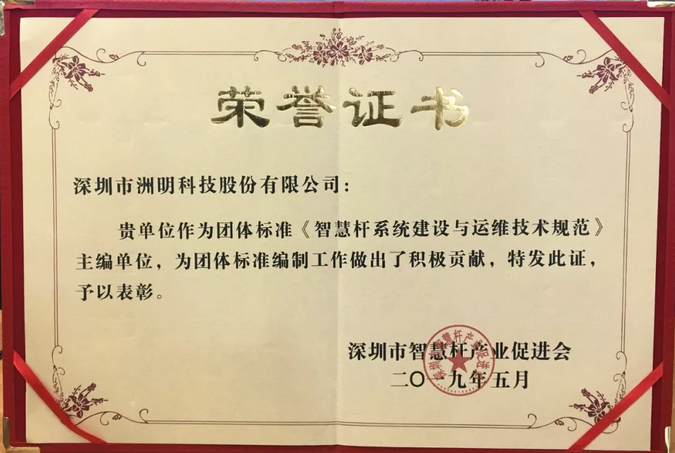 荣誉证书
深圳市洲明科技股份有限公司：
贵单位作为团体标准《智慧杆系统建设与运维技术规范》
主编单位，为团体标准编制工作做出了积极贡献，特发此证，
予以表彰。
深圳市智慧杆产业促进会
二〇一九年五月